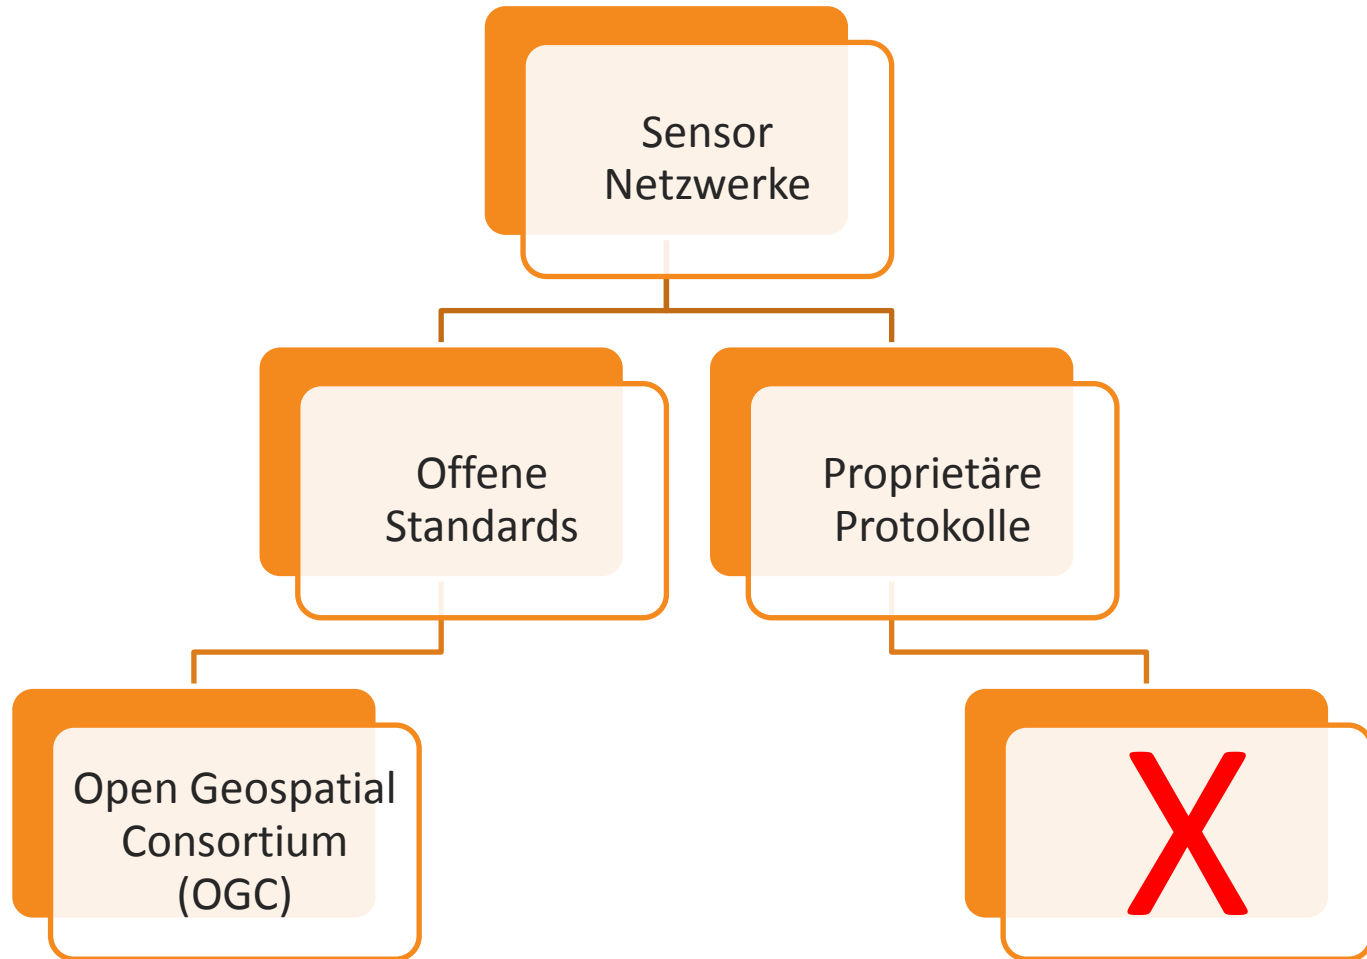 Sensor
Netzwerke
Offene
Standards
Proprietäre
Protokolle
Open Geospatial
Consortium
(OGC)
X